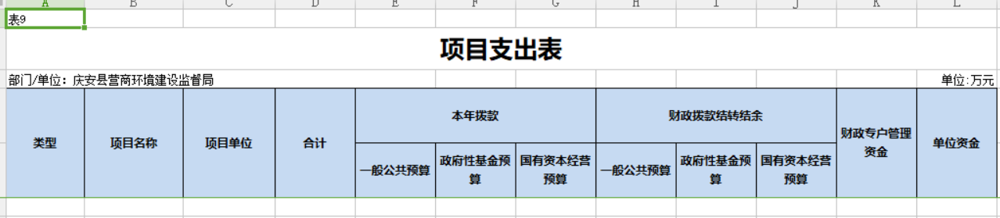 A B C D E F G H I J K L
表9
项目支出表
部门/单位：庆安县营商环境建设监督局
单位:万元
类型
项目名称
项目单位
合计
本年拨款
财政拨款结转结余
财政专户管理
资金
单位资金
一般公共预算
政府性基金预
算
国有资本经营
预算
一般公共预算
政府性基金预
算
国有资本经营
预算